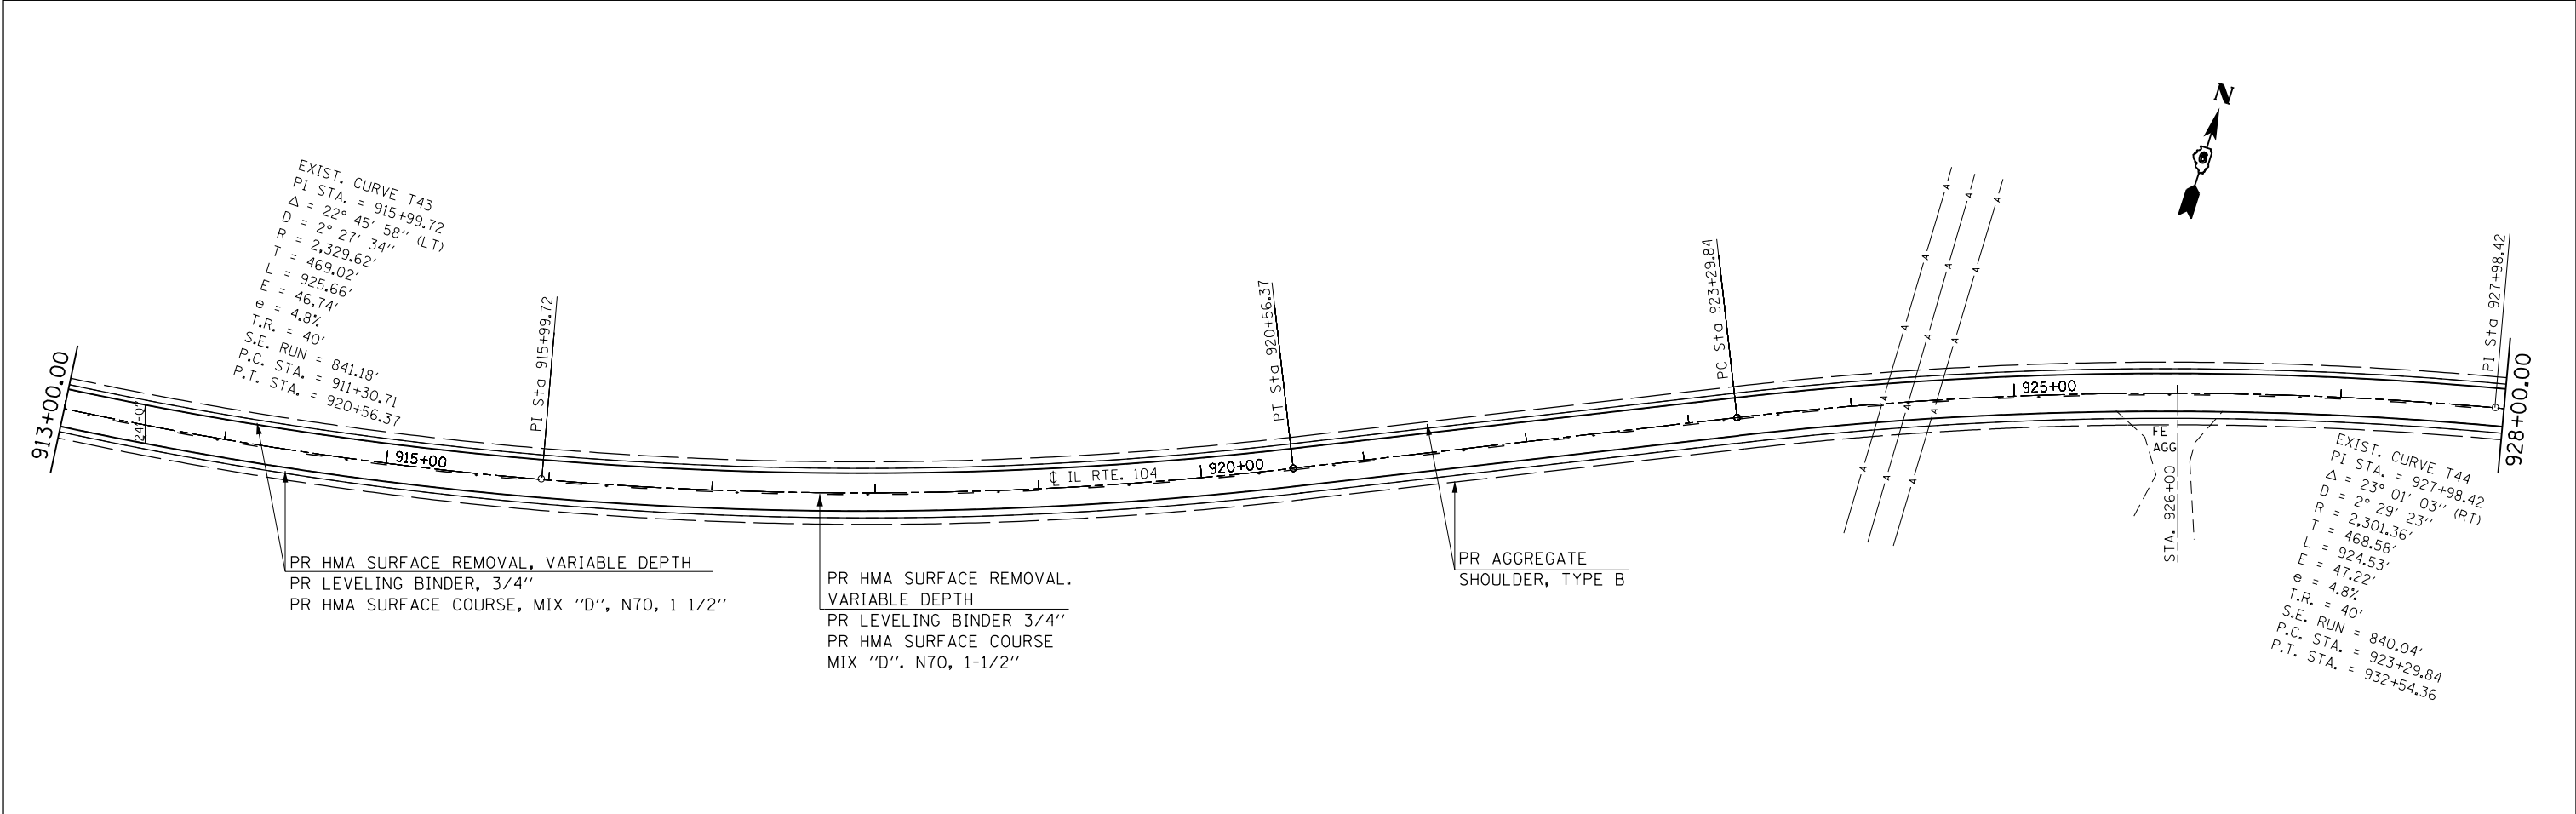 N
6
EXIST. CURVE T43
PI STA. = 915+99.72
Δ = 22° 45' 58" (LT)
D = 2° 27' 34"
R = 2,329.62'
T = 469.02'
L = 925.66'
E = 46.74'
e = 4.8%
T.R. = 40'
S.E. RUN = 841.18'
P.C. STA. = 911+30.71
P.T. STA. = 920+56.37
913+00.00
24'-0"
915+00
PI Sta 915+99.72
℄ IL RTE. 104
920+00
PT Sta 920+56.37
PC Sta 923+29.84
A A A A
A A A A
A A A A
925+00
FE
AGG
STA. 926+00
PI Sta 927+98.42
928+00.00
EXIST. CURVE T44
PI STA. = 927+98.42
Δ = 23° 01' 03" (RT)
D = 2° 29' 23"
R = 2,301.36'
T = 468.58'
L = 924.53'
E = 47.22'
e = 4.8%
T.R. = 40'
S.E. RUN = 840.04'
P.C. STA. = 923+29.84
P.T. STA. = 932+54.36
PR HMA SURFACE REMOVAL, VARIABLE DEPTH
PR LEVELING BINDER, 3/4"
PR HMA SURFACE COURSE, MIX "D", N70, 1 1/2"
PR HMA SURFACE REMOVAL.
VARIABLE DEPTH
PR LEVELING BINDER 3/4"
PR HMA SURFACE COURSE
MIX "D". N70, 1-1/2"
PR AGGREGATE
SHOULDER, TYPE B